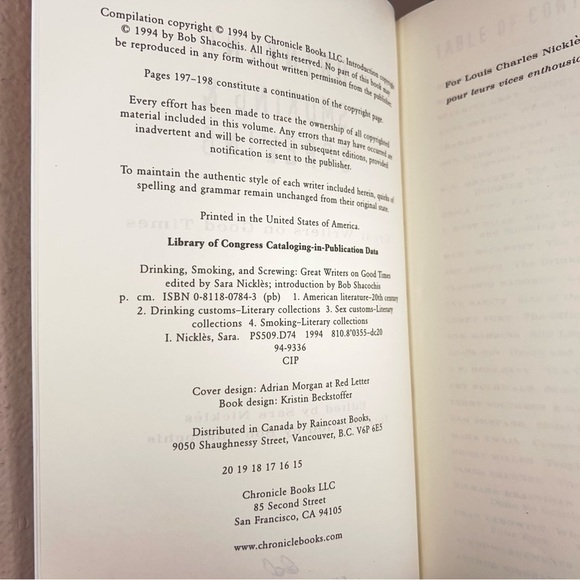 Compilation copyright © 1994 by Chronicle Books LLC. Introduction copyright
© 1994 by Bob Shacochis. All rights reserved. No part of this book may
be reproduced in any form without written permission from the publisher.
Pages 197–198 constitute a continuation of the copyright page.
Every effort has been made to trace the ownership of all copyrighted
material included in this volume. Any errors that may have occurred are
inadvertent and will be corrected in subsequent editions, provided
notification is sent to the publisher.
To maintain the authentic style of each writer included herein, quirks of
spelling and grammar remain unchanged from their original state.
Printed in the United States of America.
Library of Congress Cataloging-in-Publication Data
Drinking, Smoking, and Screwing: Great Writers on Good Times
edited by Sara Nicklès; introduction by Bob Shacochis
p. cm. ISBN 0-8118-0784-3 (pb) 1. American literature–20th century
2. Drinking customs–Literary collections 3. Sex customs–Literary
collections 4. Smoking–Literary collections
I. Nicklès, Sara. PS509.D74 1994 810.8'0355–dc20
94-9336
CIP
Cover design: Adrian Morgan at Red Letter
Book design: Kristin Beckstoffer
Distributed in Canada by Raincoast Books,
9050 Shaughnessy Street, Vancouver, B.C. V6P 6E5
20 19 18 17 16 15
Chronicle Books LLC
85 Second Street
San Francisco, CA 94105
www.chroniclebooks.com
TABLE OF CONT
For Louis Charles Nicklè
pour leurs vices enthousia